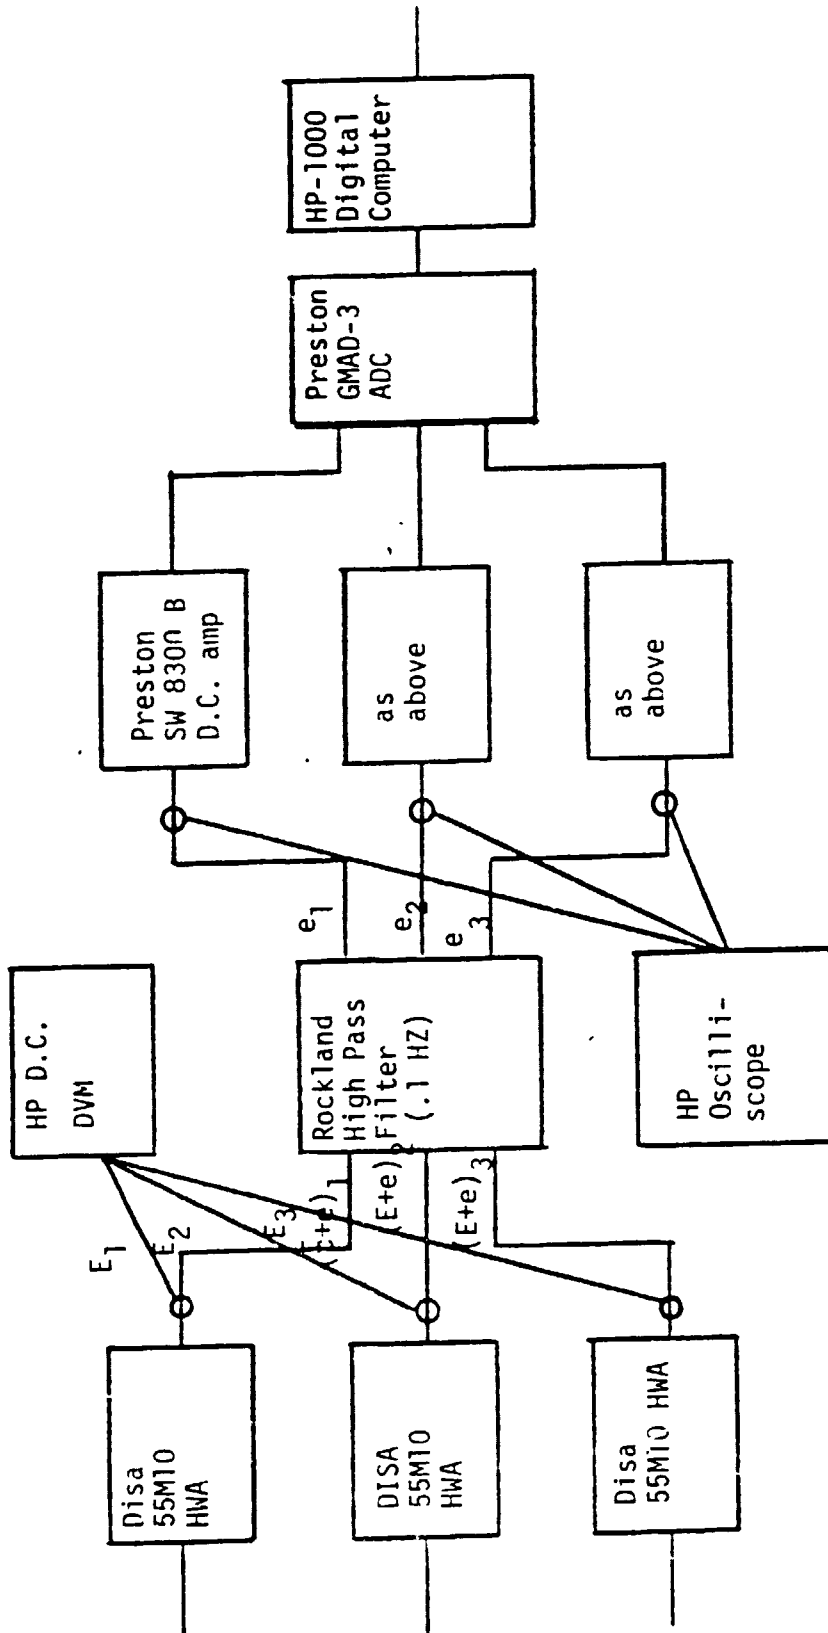 Disa
55M10
HWA
DISA
55M10
HWA
Disa
55M10 HWA
E1
E2
E3
(E+e)1
(E+e)2
(E+e)3
HP D.C.
DVM
Rockland
High Pass
Filter
(.1 HZ)
e1
e2
e3
HP
Oscilli-
scope
Preston
SW 8300 B
D.C. amp
as
above
as
above
Preston
GMAD-3
ADC
HP-1000
Digital
Computer